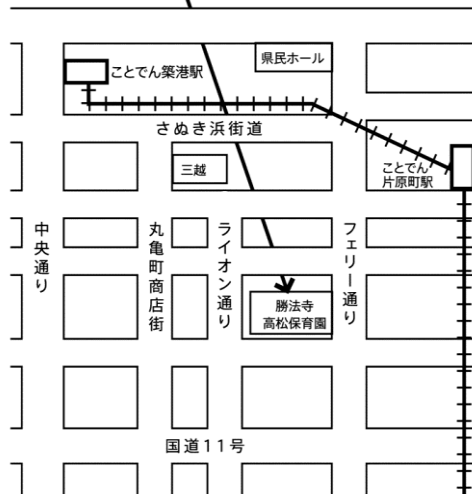 県民ホール
ことでん築港駅
さぬき浜街道
三越
ことでん
片原町駅
中央通り
丸亀町商店街
ライオン通り
フェリー通り
勝法寺
高松保育園
国道11号